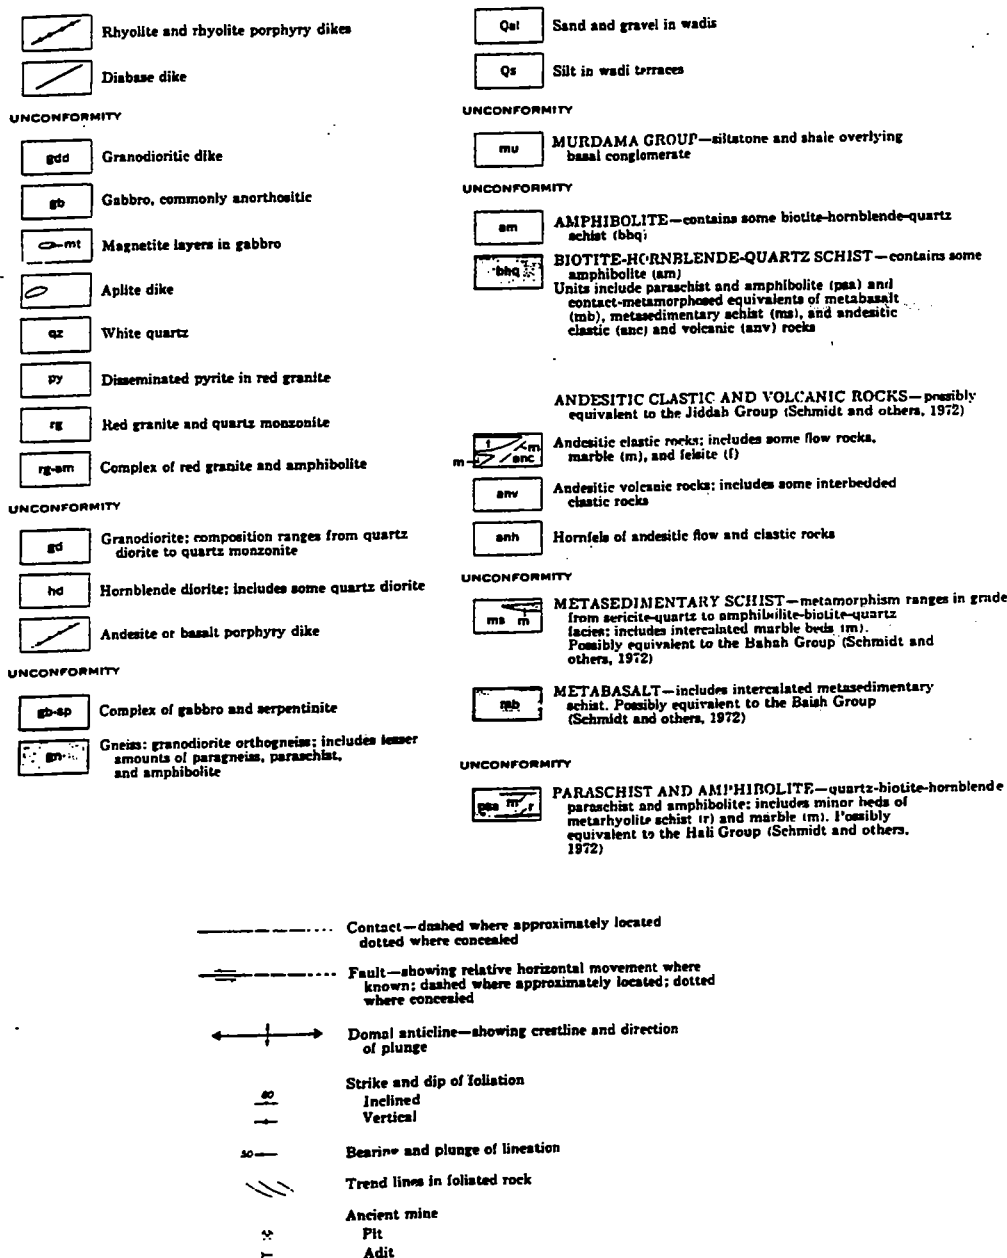 Rhyolite and rhyolite porphyry dikes
Diabase dike
UNCONFORMITY
gdd
Granodioritic dike
gb
Gabbro, commonly anorthositic
mt
Magnetite layers in gabbro
Aplite dike
qz
White quartz
py
Disseminated pyrite in red granite
rg
Red granite and quartz monzonite
rg-am
Complex of red granite and amphibolite
UNCONFORMITY
gd
Granodiorite; composition ranges from quartz
diorite to quartz monzonite
hd
Hornblende diorite; includes some quartz diorite
Andesite or basalt porphyry dike
UNCONFORMITY
gb-sp
Complex of gabbro and serpentinite
gn
Gneiss: granodiorite orthogneiss; includes lesser
amounts of paragneiss, paraschist,
and amphibolite
Qal
Sand and gravel in wadis
Qs
Silt in wadi terraces
UNCONFORMITY
mu
MURDAMA GROUP—siltstone and shale overlying
basal conglomerate
UNCONFORMITY
am
AMPHIBOLITE—contains some biotite-hornblende-quartz
schist (bhq)
bhq
BIOTITE-HORNBLENDE-QUARTZ SCHIST—contains some
amphibolite (am)
Units include paraschist and amphibolite (psa) and
contact-metamorphosed equivalents of metabasalt
(mb), metasedimentary schist (ms), and andesitic
clastic (anc) and volcanic (anv) rocks
ANDESITIC CLASTIC AND VOLCANIC ROCKS—possibly
equivalent to the Jiddah Group (Schmidt and others, 1972)
f
m
m
anc
Andesitic clastic rocks; includes some flow rocks,
marble (m), and felsite (f)
anv
Andesitic volcanic rocks; includes some interbedded
clastic rocks
anh
Hornfels of andesitic flow and clastic rocks
UNCONFORMITY
ms m
METASEDIMENTARY SCHIST—metamorphism ranges in grade
from sericite-quartz to amphibolite-biotite-quartz
facies; includes intercalated marble beds (m).
Possibly equivalent to the Bahah Group (Schmidt and
others, 1972)
mb
METABASALT—includes intercalated metasedimentary
schist. Possibly equivalent to the Baish Group
(Schmidt and others, 1972)
UNCONFORMITY
psa m r
PARASCHIST AND AMPHIBOLITE—quartz-biotite-hornblende
paraschist and amphibolite; includes minor beds of
metarhyolite schist (r) and marble (m). Possibly
equivalent to the Hali Group (Schmidt and others,
1972)
Contact—dashed where approximately located
dotted where concealed
Fault—showing relative horizontal movement where
known; dashed where approximately located; dotted
where concealed
Domal anticline—showing crestline and direction
of plunge
Strike and dip of foliation
60
Inclined
Vertical
30
Bearing and plunge of lineation
Trend lines in foliated rock
Ancient mine
Pit
Adit